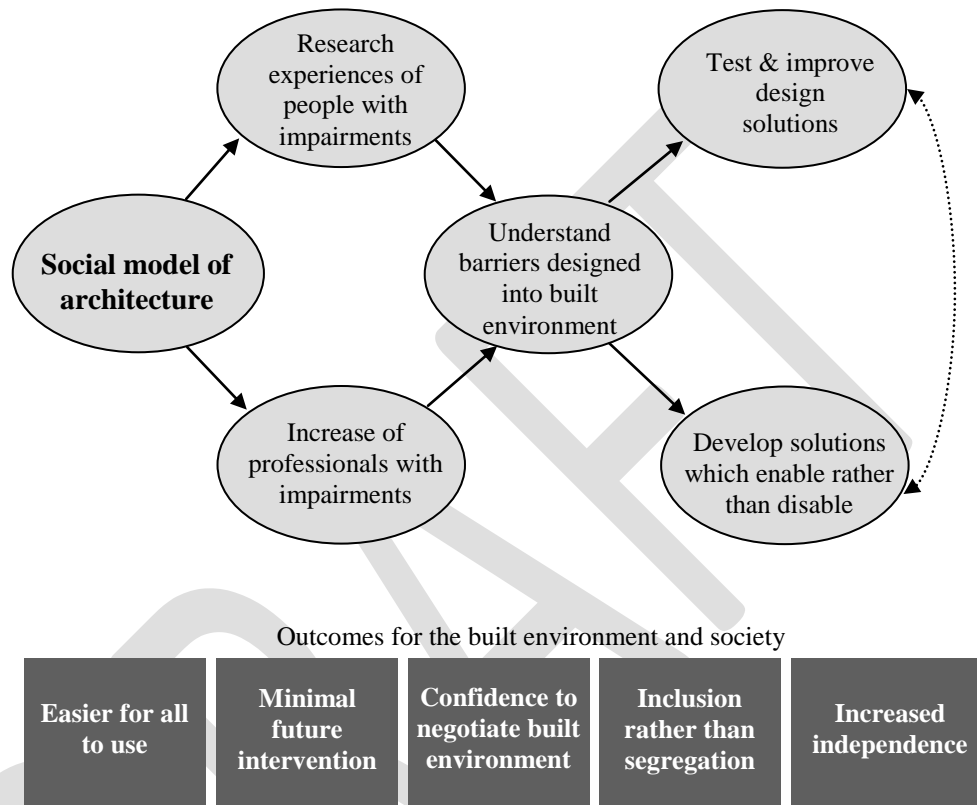 Research
experiences of
people with
impairments
Test & improve
design
solutions
Social model of
architecture
Understand
barriers designed
into built
environment
Increase of
professionals with
impairments
Develop solutions
which enable rather
than disable
Outcomes for the built environment and society
Easier for all
to use
Minimal
future
intervention
Confidence to
negotiate built
environment
Inclusion
rather than
segregation
Increased
independence